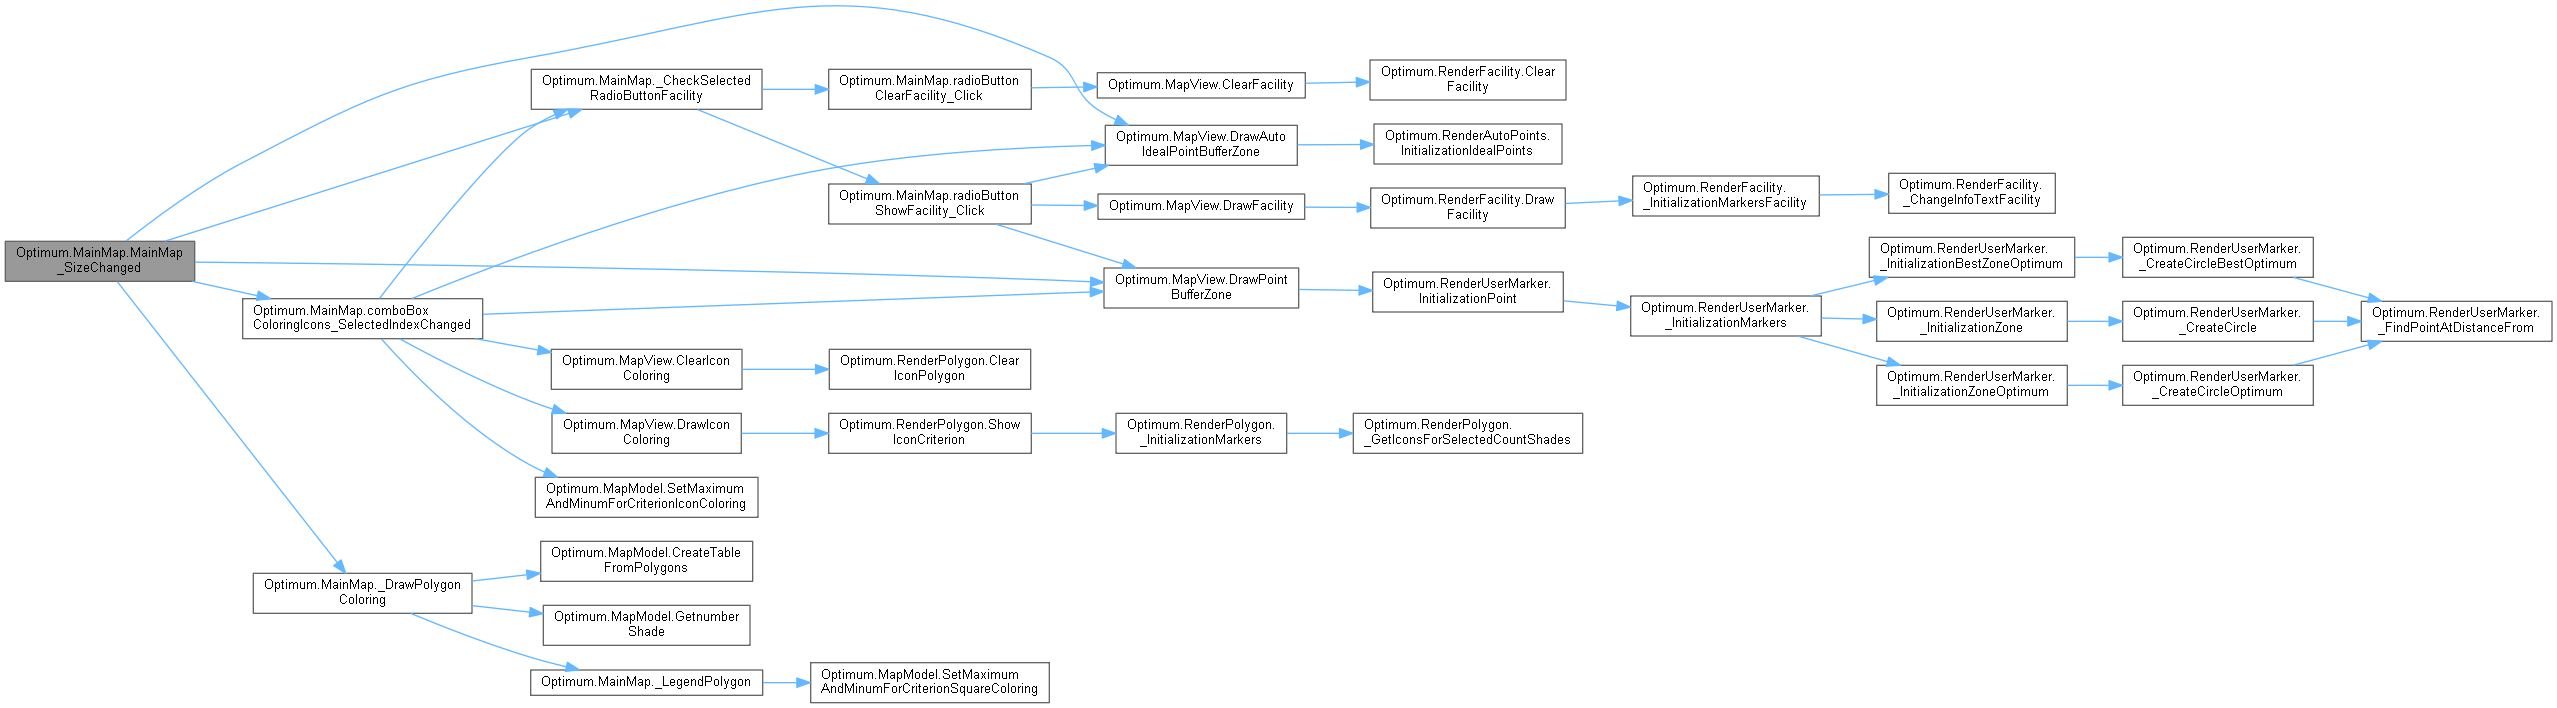 Optimum.MainMap.MainMap
_SizeChanged
Optimum.MainMap._CheckSelected
RadioButtonFacility
Optimum.MainMap.radioButton
ClearFacility_Click
Optimum.MapView.ClearFacility
Optimum.RenderFacility.Clear
Facility
Optimum.MapView.DrawAuto
IdealPointBufferZone
Optimum.RenderAutoPoints.
InitializationIdealPoints
Optimum.MainMap.radioButton
ShowFacility_Click
Optimum.MapView.DrawFacility
Optimum.RenderFacility.Draw
Facility
Optimum.RenderFacility.
_InitializationMarkersFacility
Optimum.RenderFacility.
_ChangeInfoTextFacility
Optimum.MapView.DrawPoint
BufferZone
Optimum.RenderUserMarker.
InitializationPoint
Optimum.RenderUserMarker.
_InitializationMarkers
Optimum.RenderUserMarker.
_InitializationBestZoneOptimum
Optimum.RenderUserMarker.
_CreateCircleBestOptimum
Optimum.RenderUserMarker.
_InitializationZone
Optimum.RenderUserMarker.
_CreateCircle
Optimum.RenderUserMarker.
_FindPointAtDistanceFrom
Optimum.RenderUserMarker.
_InitializationZoneOptimum
Optimum.RenderUserMarker.
_CreateCircleOptimum
Optimum.MainMap.comboBox
ColoringIcons_SelectedIndexChanged
Optimum.MapView.ClearIcon
Coloring
Optimum.RenderPolygon.Clear
IconPolygon
Optimum.MapView.DrawIcon
Coloring
Optimum.RenderPolygon.Show
IconCriterion
Optimum.RenderPolygon.
_InitializationMarkers
Optimum.RenderPolygon.
_GetIconsForSelectedCountShades
Optimum.MapModel.SetMaximum
AndMinumForCriterionIconColoring
Optimum.MainMap._DrawPolygon
Coloring
Optimum.MapModel.CreateTable
FromPolygons
Optimum.MapModel.Getnumber
Shade
Optimum.MainMap._LegendPolygon
Optimum.MapModel.SetMaximum
AndMinumForCriterionSquareColoring